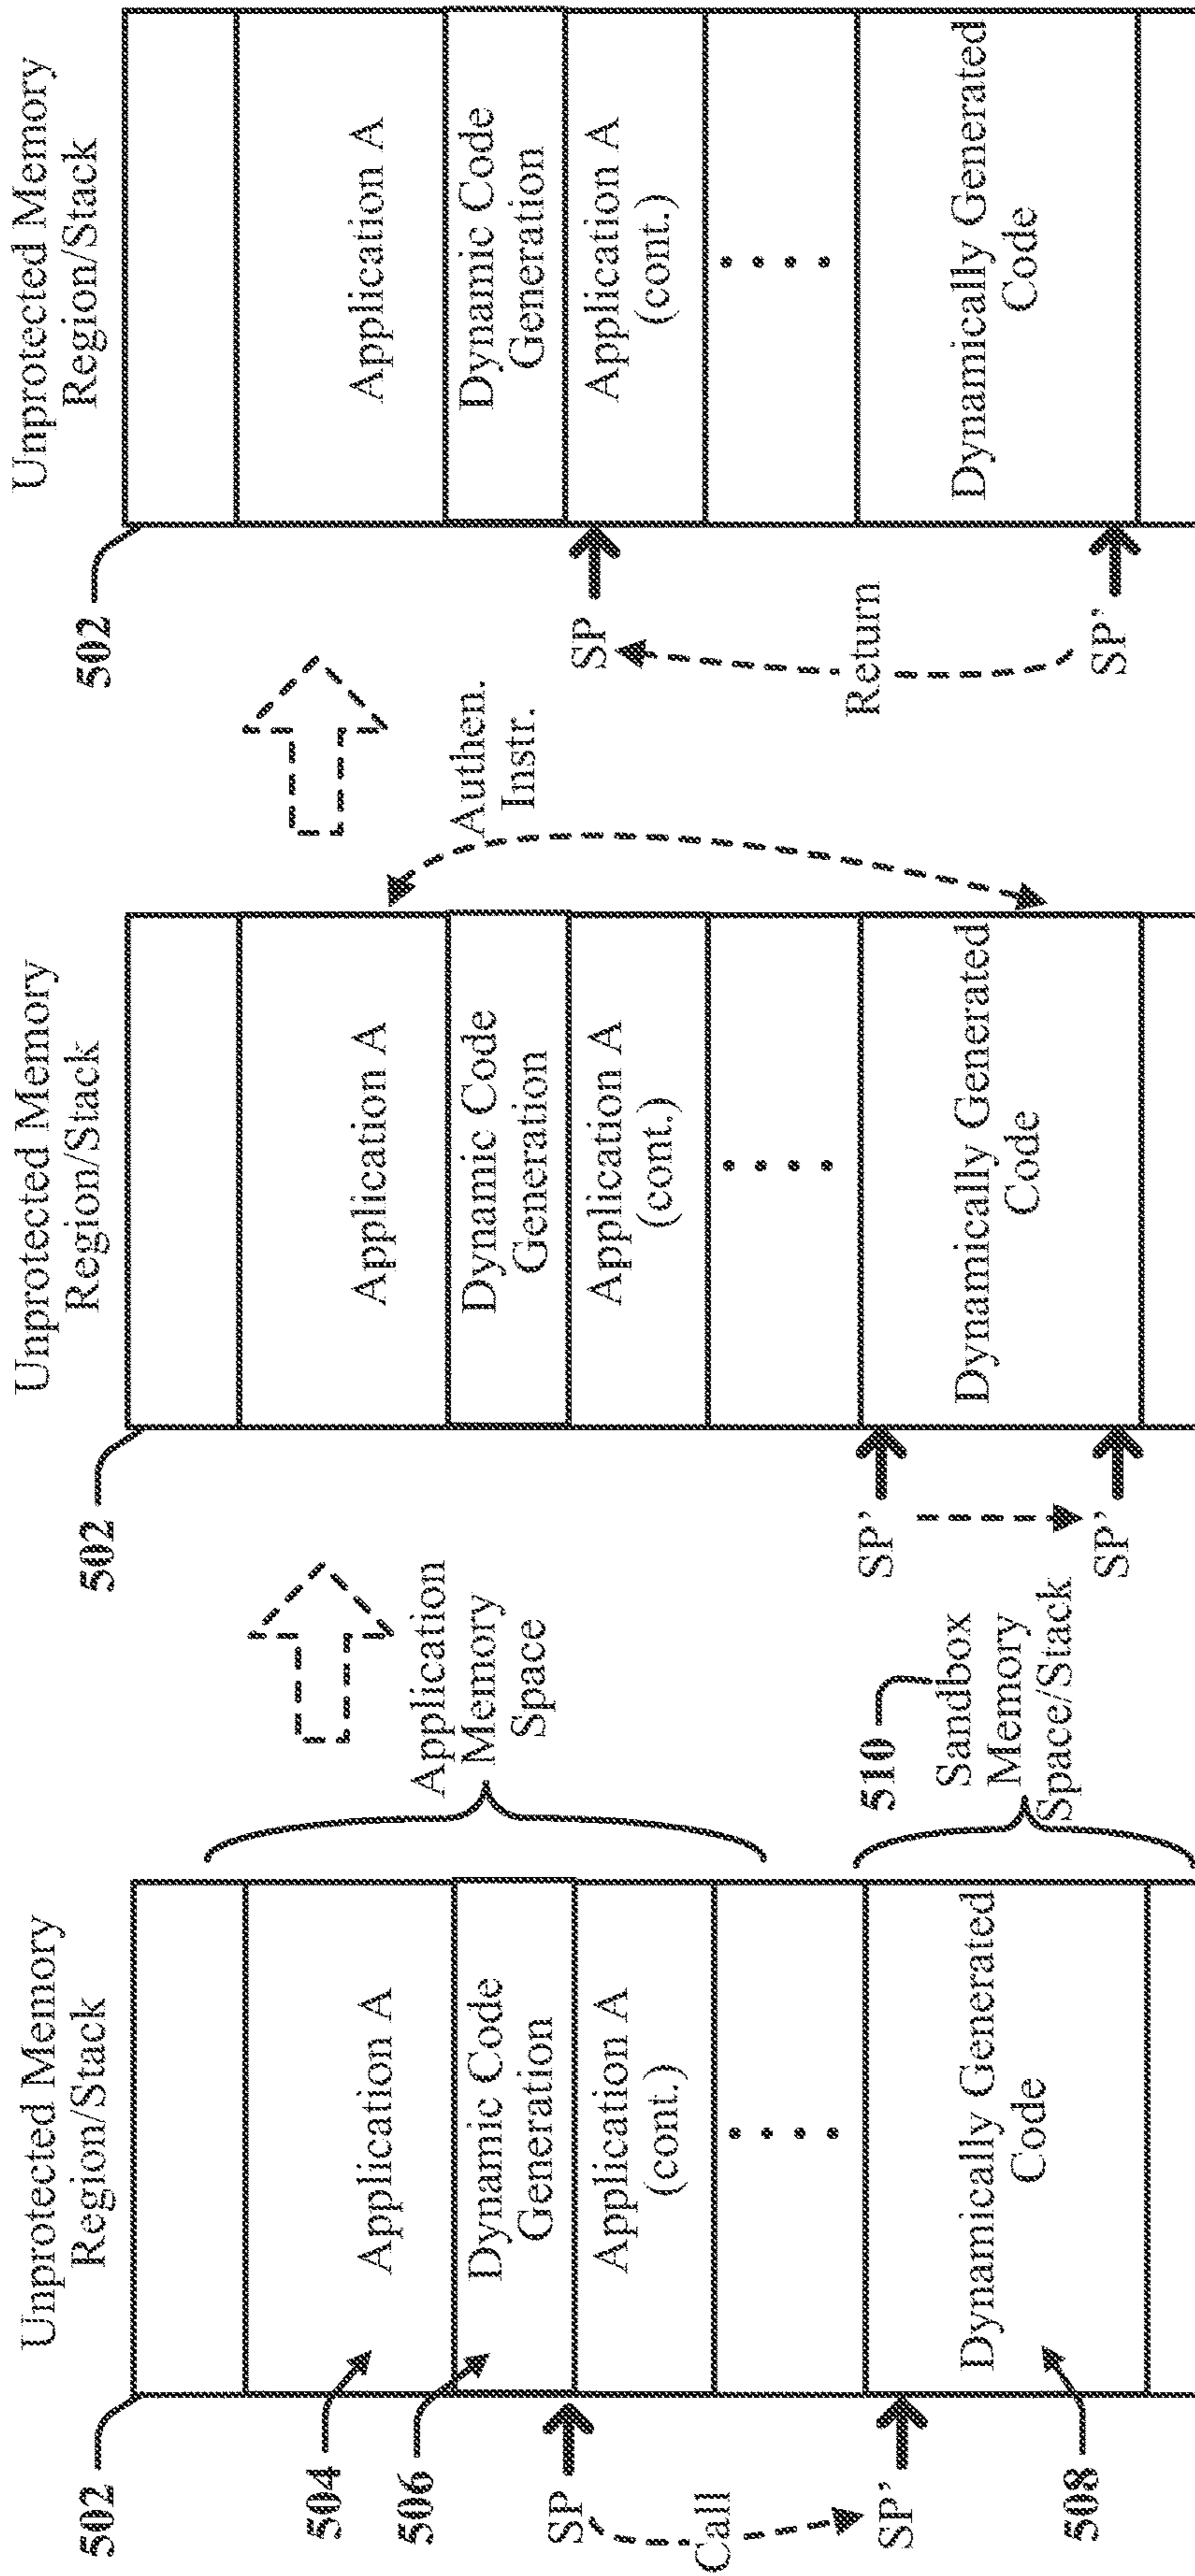 Unprotected Memory
Region/Stack
502
504
Application A
506
Dynamic Code
Generation
SP
Application A
(cont.)
Call
SP'
Dynamically Generated
Code
508
Application
Memory
Space
510
Sandbox
Memory
Space/Stack
Unprotected Memory
Region/Stack
502
Application A
Dynamic Code
Generation
Application A
(cont.)
SP'
Dynamically Generated
Code
SP'
Authen.
Instr.
Unprotected Memory
Region/Stack
502
Application A
Dynamic Code
Generation
SP
Application A
(cont.)
Return
Dynamically Generated
Code
SP'